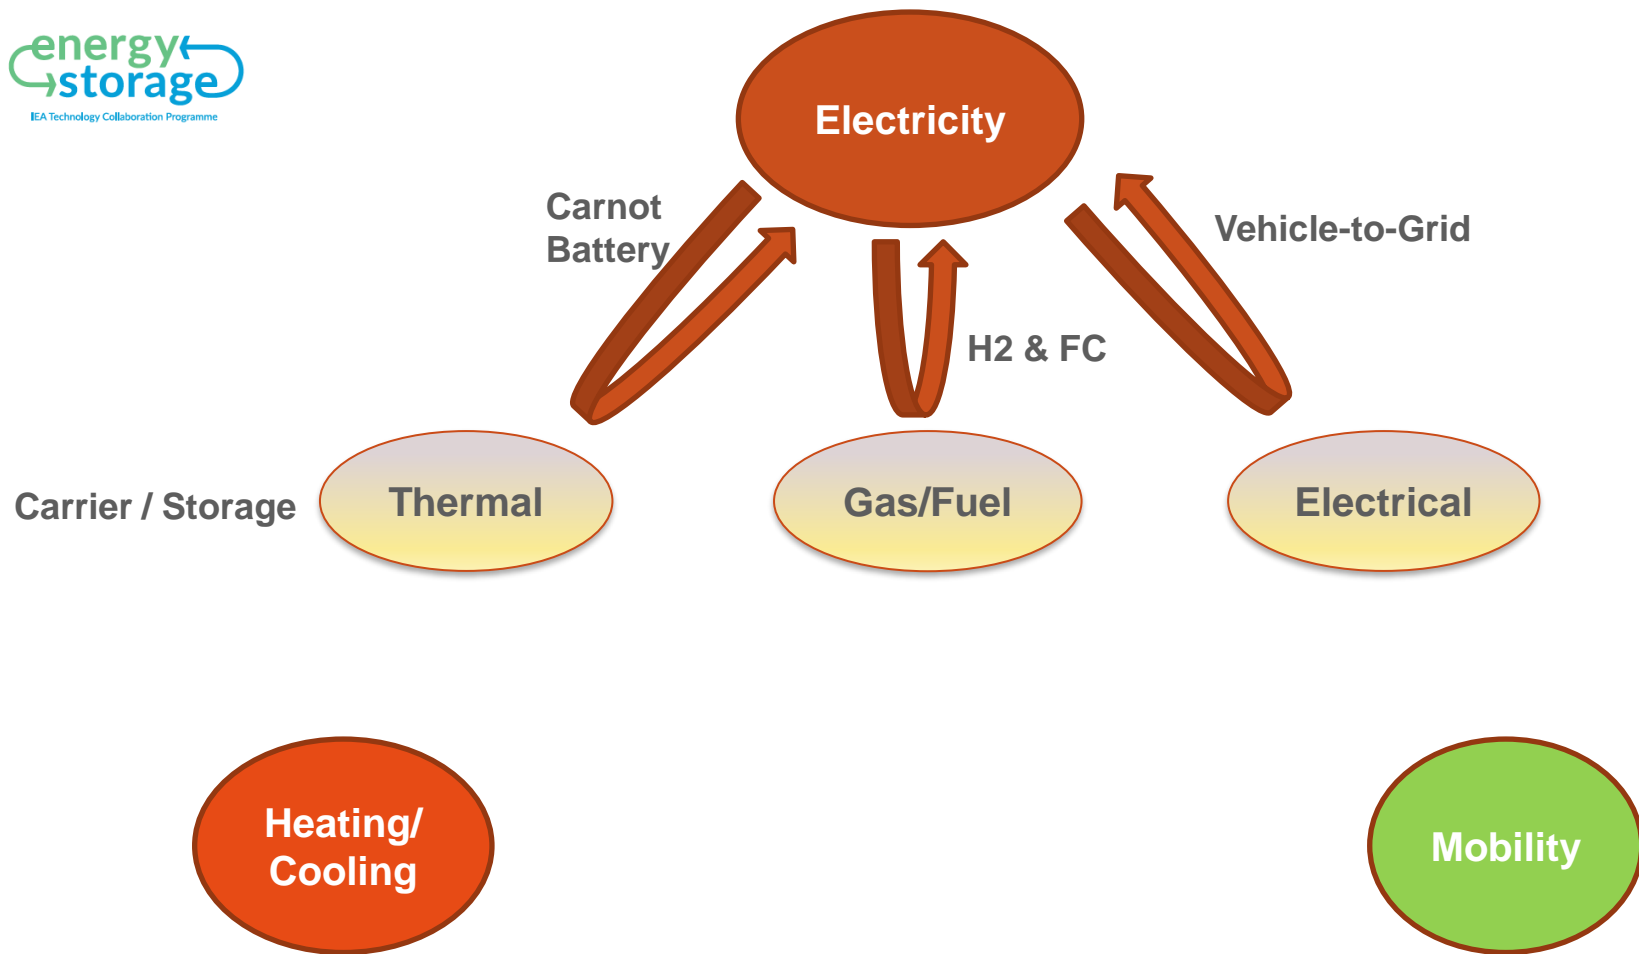 energy
storage
IEA Technology Collaboration Programme
Electricity
Carnot
Battery
Vehicle-to-Grid
H2 & FC
Carrier / Storage
Thermal
Gas/Fuel
Electrical
Heating/
Cooling
Mobility